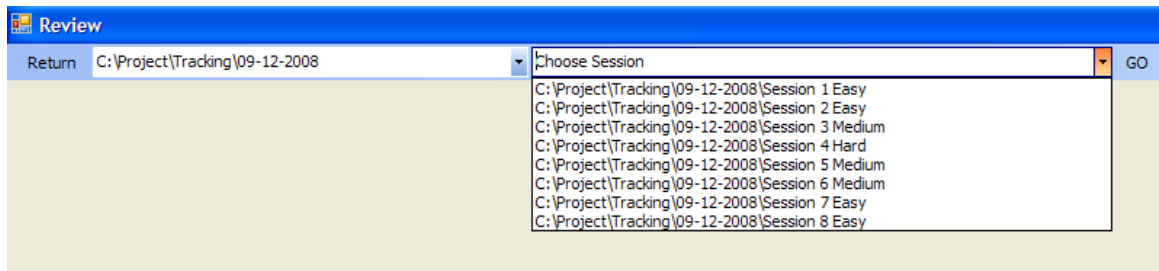 Review
Return C:\Project\Tracking\09-12-2008 Choose Session GO
C:\Project\Tracking\09-12-2008\Session 1 Easy
C:\Project\Tracking\09-12-2008\Session 2 Easy
C:\Project\Tracking\09-12-2008\Session 3 Medium
C:\Project\Tracking\09-12-2008\Session 4 Hard
C:\Project\Tracking\09-12-2008\Session 5 Medium
C:\Project\Tracking\09-12-2008\Session 6 Medium
C:\Project\Tracking\09-12-2008\Session 7 Easy
C:\Project\Tracking\09-12-2008\Session 8 Easy